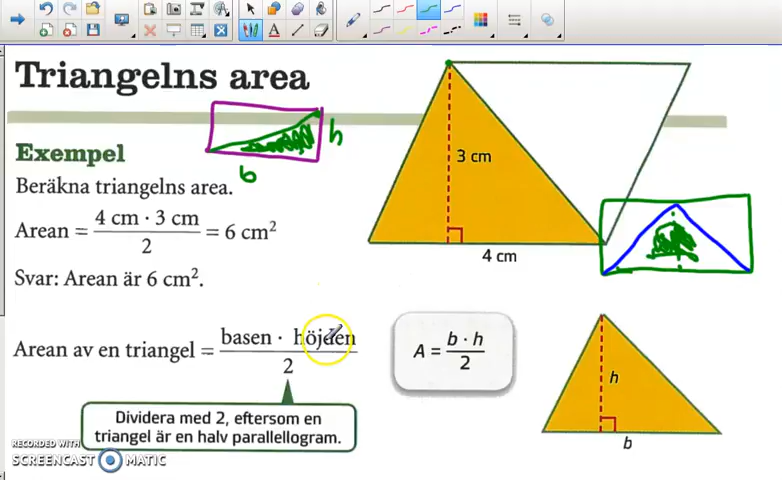 Triangelns area
h
b
Exempel
Beräkna triangelns area.
Arean = 4 cm · 3 cm / 2 = 6 cm²
Svar: Arean är 6 cm².
3 cm
4 cm
Arean av en triangel = basen · höjden / 2
A = b · h / 2
h
b
Dividera med 2, eftersom en
triangel är en halv parallellogram.
RECORDED WITH
SCREENCAST MATIC